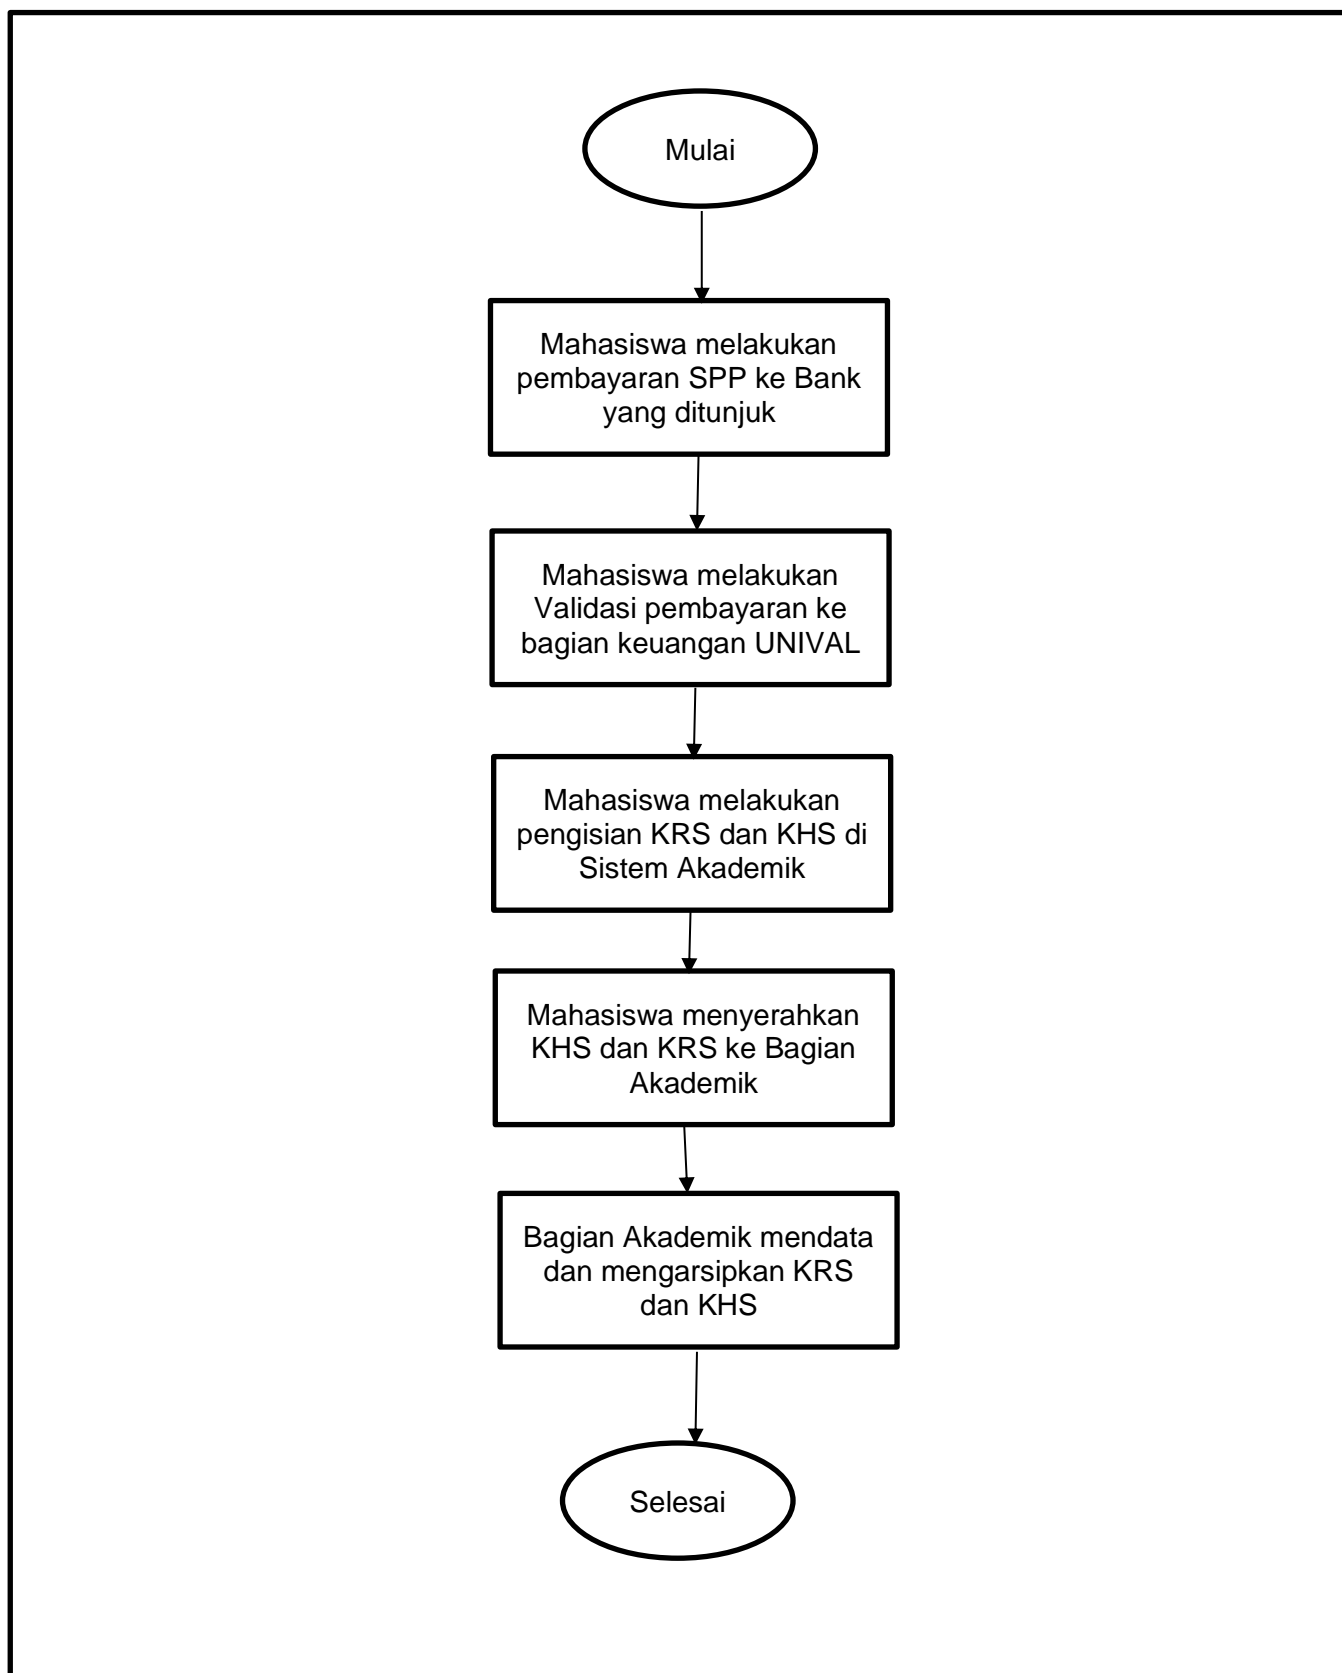 Mulai
Mahasiswa melakukan
pembayaran SPP ke Bank
yang ditunjuk
Mahasiswa melakukan
Validasi pembayaran ke
bagian keuangan UNIVAL
Mahasiswa melakukan
pengisian KRS dan KHS di
Sistem Akademik
Mahasiswa menyerahkan
KHS dan KRS ke Bagian
Akademik
Bagian Akademik mendata
dan mengarsipkan KRS
dan KHS
Selesai